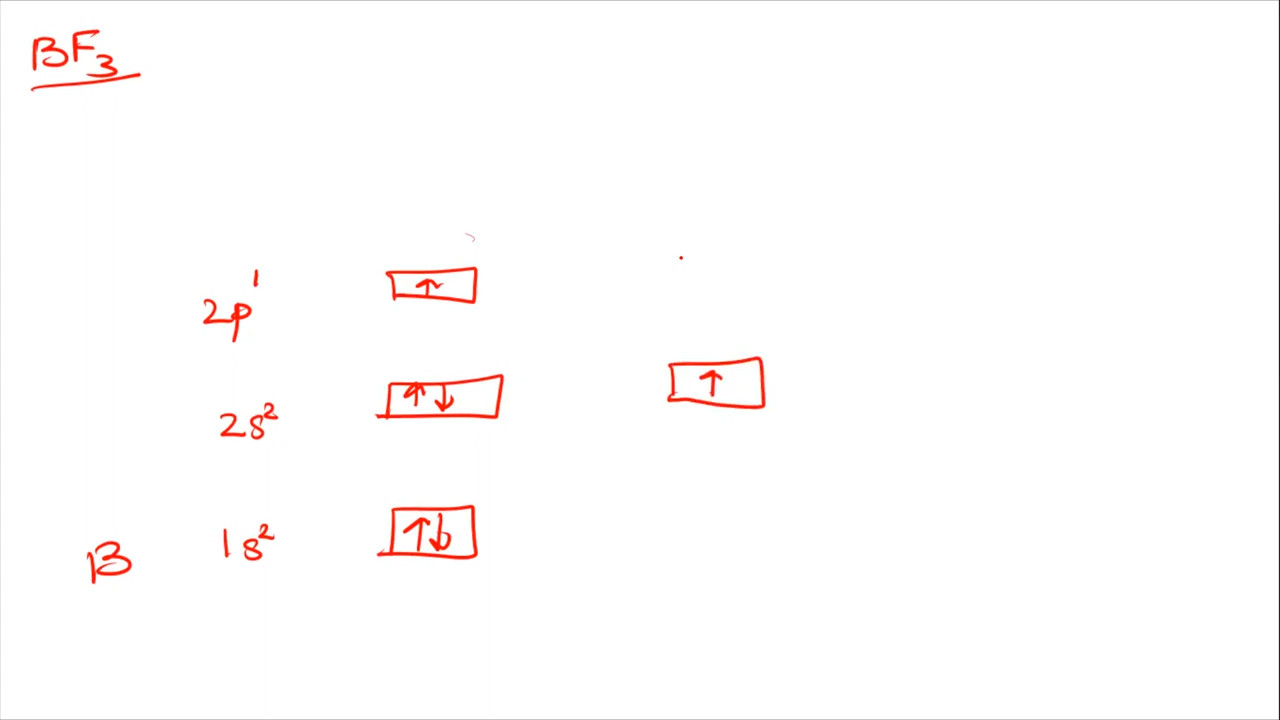 BF₃
2p¹ ↑
2s² ↑↓ ↑
B 1s² ↑↓